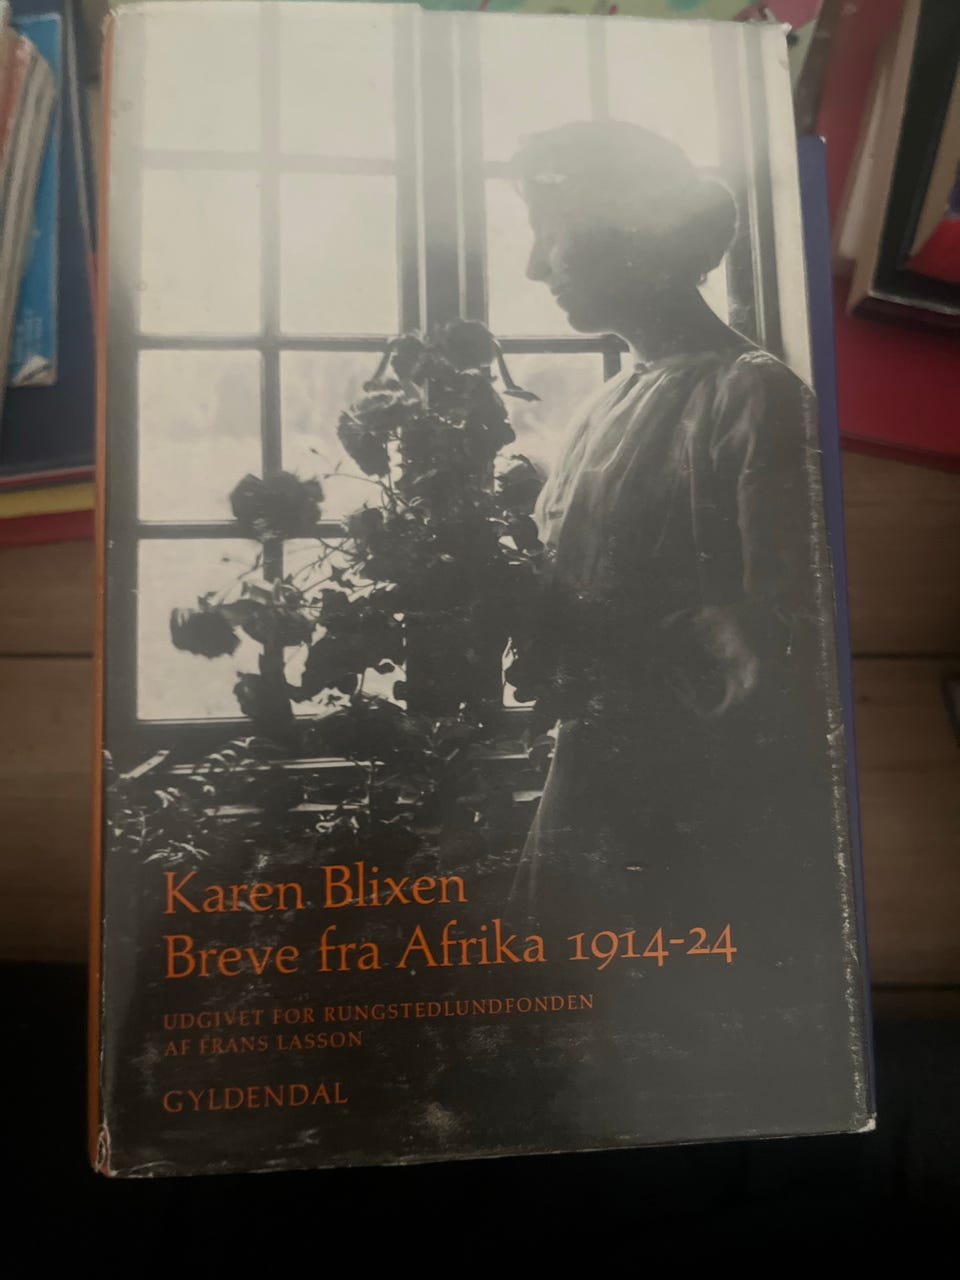 Karen Blixen
Breve fra Afrika 1914-24
UDGIVET FOR RUNGSTEDLUNDFONDEN
AF FRANS LASSON
GYLDENDAL